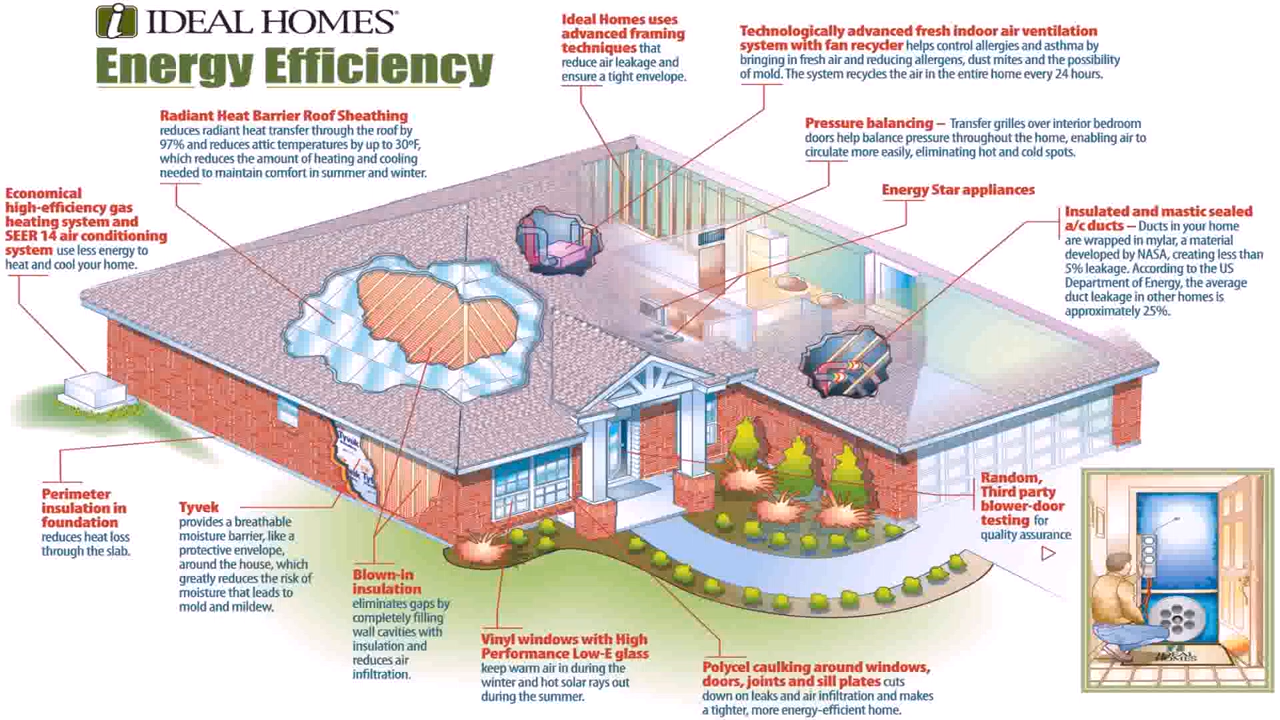 i IDEAL HOMES®
Energy Efficiency
Ideal Homes uses
advanced framing
techniques that
reduce air leakage and
ensure a tight envelope.
Technologically advanced fresh indoor air ventilation
system with fan recycler helps control allergies and asthma by
bringing in fresh air and reducing allergens, dust mites and the possibility
of mold. The system recycles the air in the entire home every 24 hours.
Radiant Heat Barrier Roof Sheathing
reduces radiant heat transfer through the roof by
97% and reduces attic temperatures by up to 30ºF,
which reduces the amount of heating and cooling
needed to maintain comfort in summer and winter.
Pressure balancing – Transfer grilles over interior bedroom
doors help balance pressure throughout the home, enabling air to
circulate more easily, eliminating hot and cold spots.
Energy Star appliances
Economical
high-efficiency gas
heating system and
SEER 14 air conditioning
system use less energy to
heat and cool your home.
Insulated and mastic sealed
a/c ducts – Ducts in your home
are wrapped in mylar, a material
developed by NASA, creating less than
5% leakage. According to the US
Department of Energy, the average
duct leakage in other homes is
approximately 25%.
Tyvek
Perimeter
insulation in
foundation
reduces heat loss
through the slab.
Tyvek
provides a breathable
moisture barrier, like a
protective envelope,
around the house, which
greatly reduces the risk of
moisture that leads to
mold and mildew.
Blown-in
insulation
eliminates gaps by
completely filling
wall cavities with
insulation and
reduces air
infiltration.
Vinyl windows with High
Performance Low-E glass
keep warm air in during the
winter and hot solar rays out
during the summer.
Polycel caulking around windows,
doors, joints and sill plates cuts
down on leaks and air infiltration and makes
a tighter, more energy-efficient home.
Random,
Third party
blower-door
testing for
quality assurance
IDEAL
HOMES